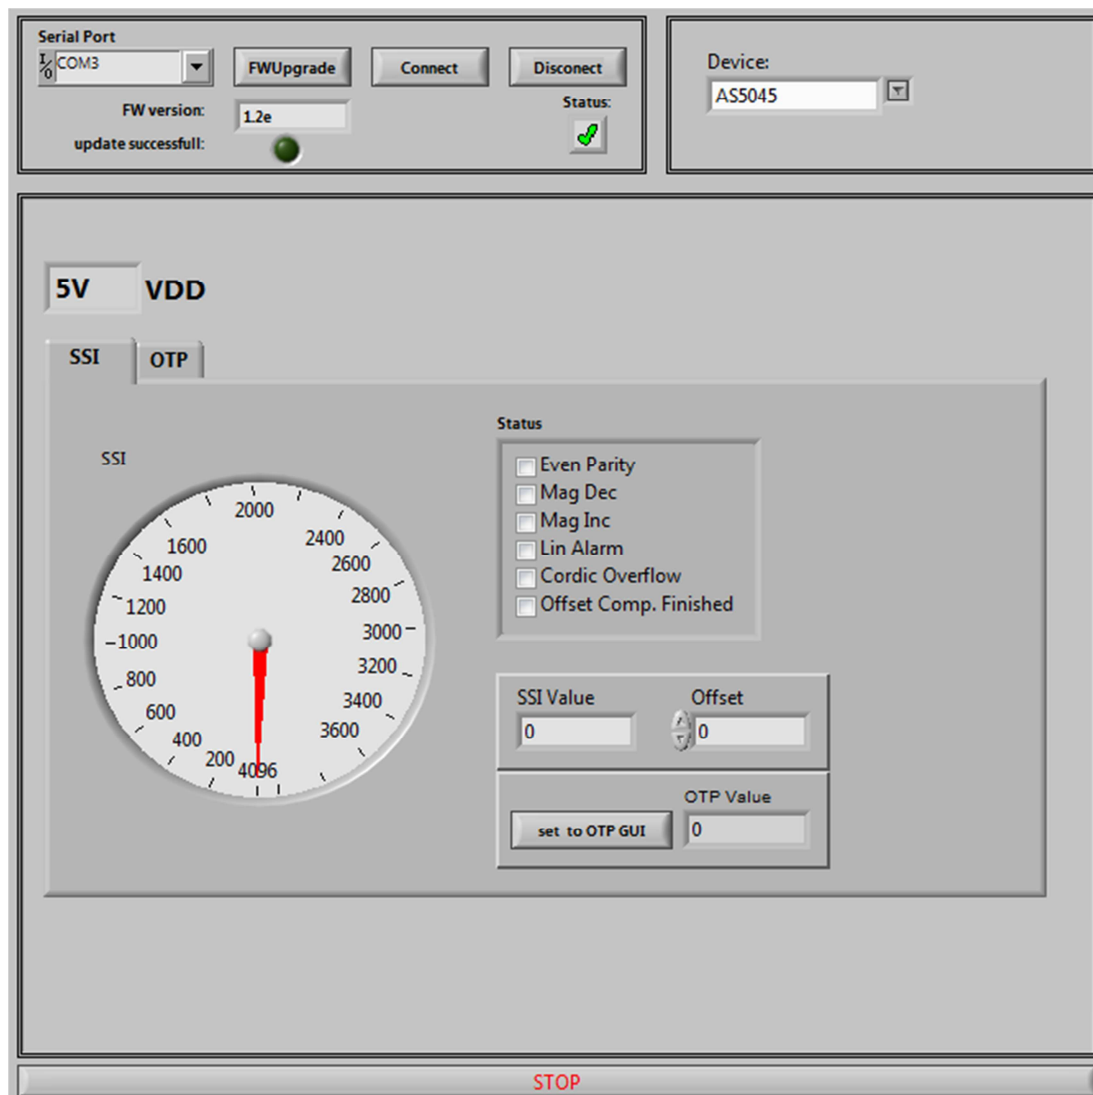 Serial Port
I/O COM3
FWUpgrade
Connect
Disconect
FW version:
1.2e
Status:
update successfull:
Device:
AS5045
5V VDD
SSI
OTP
SSI
2000
2400
2600
2800
3000
3200
3400
3600
4096
200
400
600
800
1000
1200
1400
1600
Status
Even Parity
Mag Dec
Mag Inc
Lin Alarm
Cordic Overflow
Offset Comp. Finished
SSI Value
0
Offset
0
set to OTP GUI
OTP Value
0
STOP